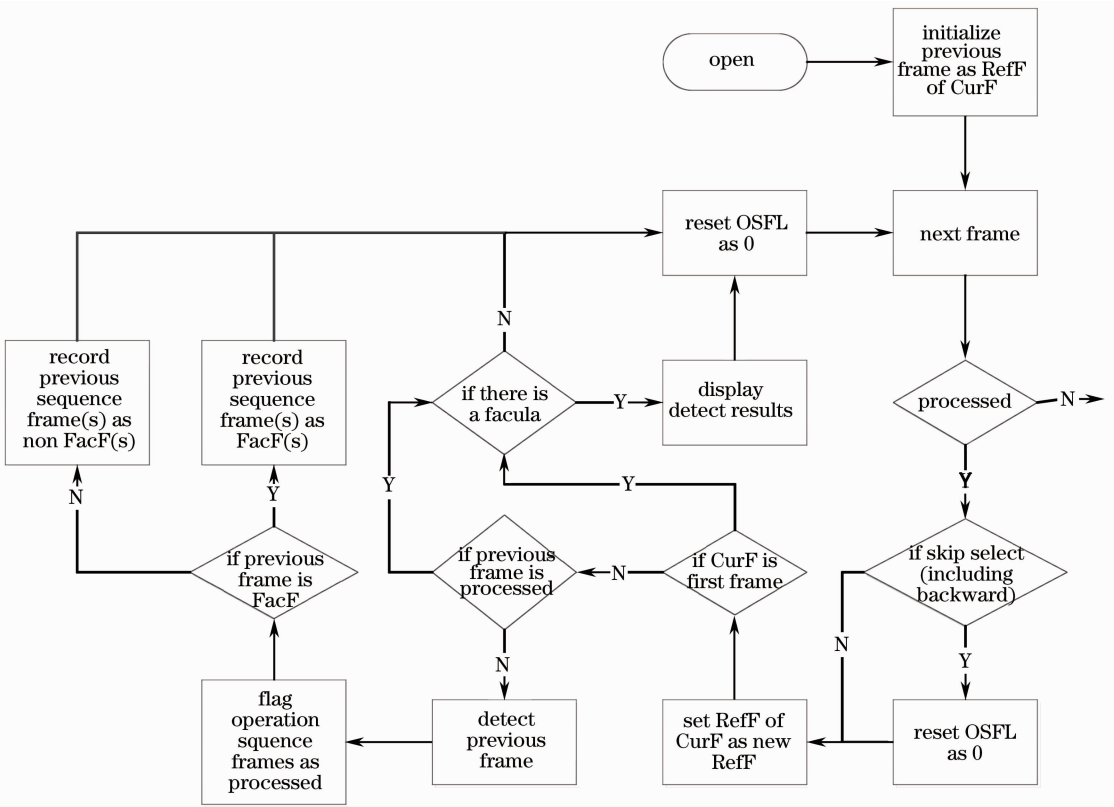 open
initialize
previous
frame as RefF
of CurF
reset OSFL
as 0
next frame
N
record
previous
sequence
frame(s) as
non FacF(s)
record
previous
sequence
frame(s) as
FacF(s)
if there is
a facula
Y
display
detect results
processed
N
N
Y
Y
Y
Y
if previous
frame is
FacF
if previous
frame is
processed
N
if CurF is
first frame
if skip select
(including
backward)
N
N
Y
flag
operation
squence
frames as
processed
detect
previous
frame
set RefF of
CurF as new
RefF
reset OSFL
as 0